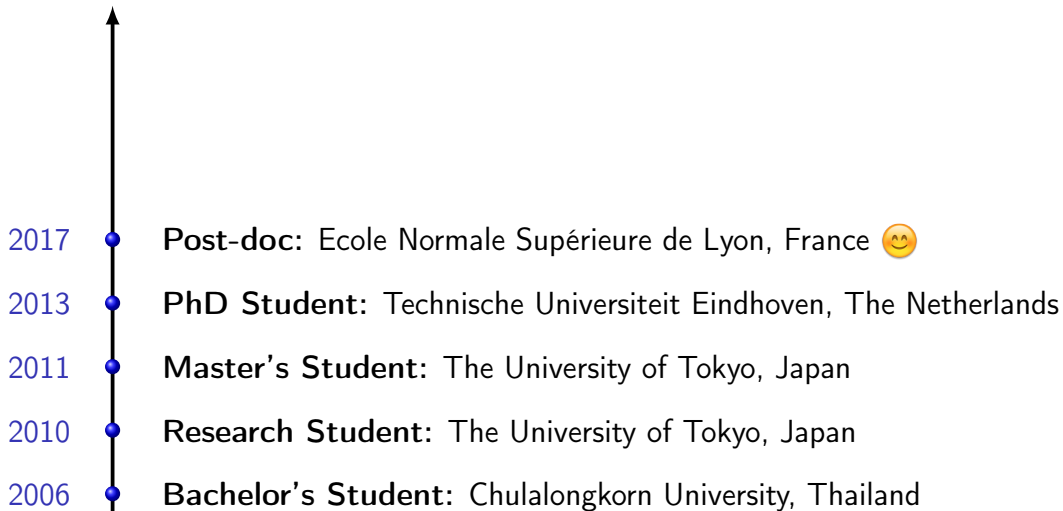 2017 Post-doc: Ecole Normale Supérieure de Lyon, France 😊
2013 PhD Student: Technische Universiteit Eindhoven, The Netherlands
2011 Master's Student: The University of Tokyo, Japan
2010 Research Student: The University of Tokyo, Japan
2006 Bachelor's Student: Chulalongkorn University, Thailand